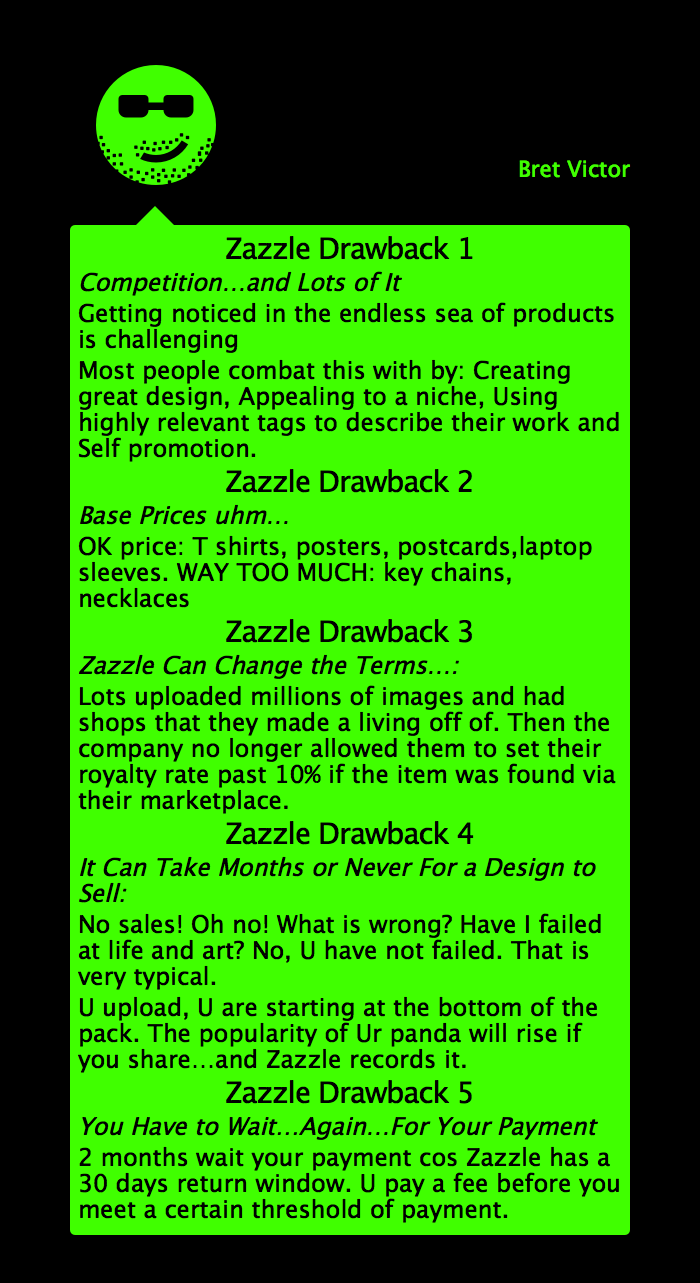 Bret Victor
Zazzle Drawback 1
Competition...and Lots of It
Getting noticed in the endless sea of products
is challenging
Most people combat this with by: Creating
great design, Appealing to a niche, Using
highly relevant tags to describe their work and
Self promotion.
Zazzle Drawback 2
Base Prices uhm...
OK price: T shirts, posters, postcards,laptop
sleeves. WAY TOO MUCH: key chains,
necklaces
Zazzle Drawback 3
Zazzle Can Change the Terms...:
Lots uploaded millions of images and had
shops that they made a living off of. Then the
company no longer allowed them to set their
royalty rate past 10% if the item was found via
their marketplace.
Zazzle Drawback 4
It Can Take Months or Never For a Design to
Sell:
No sales! Oh no! What is wrong? Have I failed
at life and art? No, U have not failed. That is
very typical.
U upload, U are starting at the bottom of the
pack. The popularity of Ur panda will rise if
you share...and Zazzle records it.
Zazzle Drawback 5
You Have to Wait...Again...For Your Payment
2 months wait your payment cos Zazzle has a
30 days return window. U pay a fee before you
meet a certain threshold of payment.